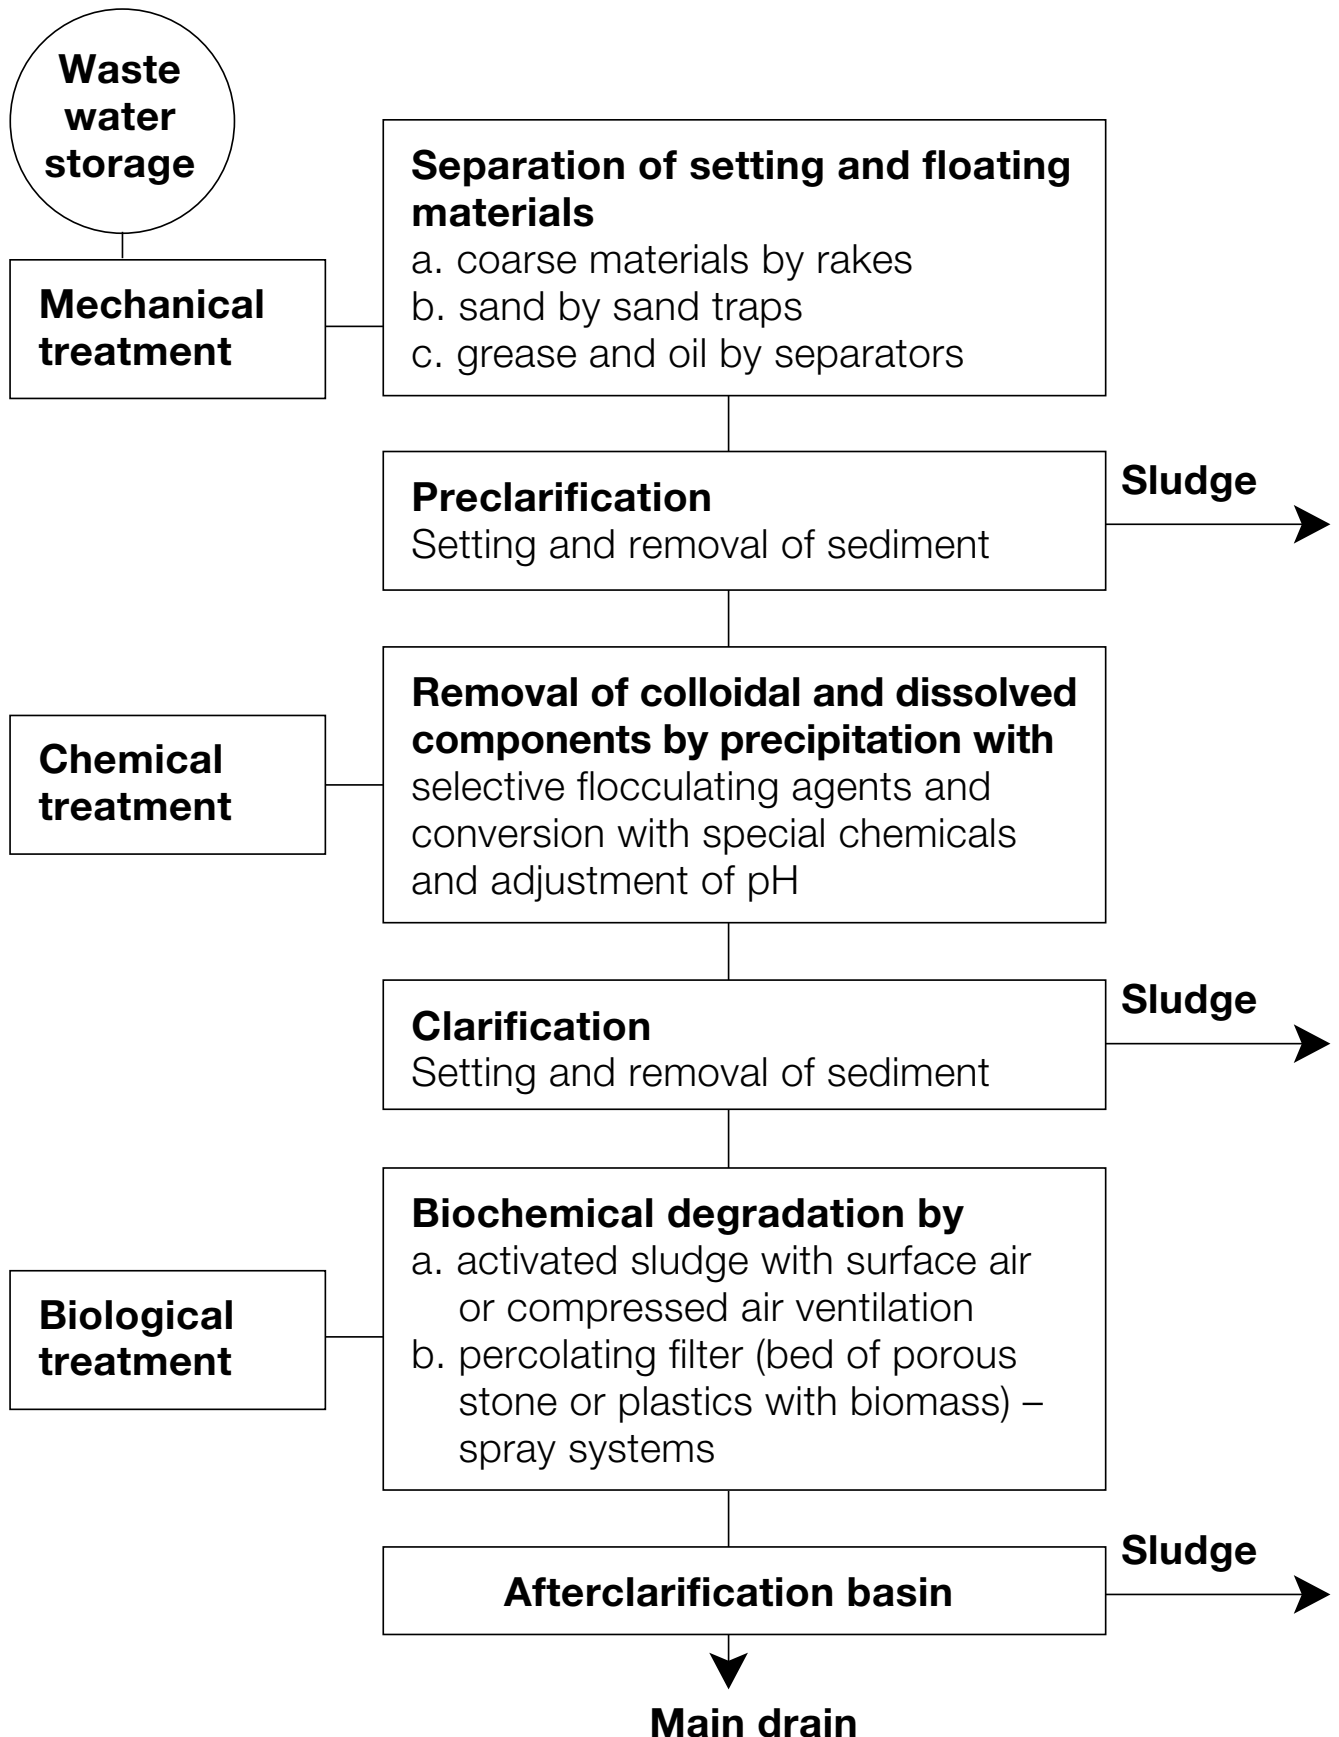 Waste
water
storage
Mechanical
treatment
Separation of setting and floating
materials
a. coarse materials by rakes
b. sand by sand traps
c. grease and oil by separators
Preclarification
Setting and removal of sediment
Sludge
Chemical
treatment
Removal of colloidal and dissolved
components by precipitation with
selective flocculating agents and
conversion with special chemicals
and adjustment of pH
Clarification
Setting and removal of sediment
Sludge
Biological
treatment
Biochemical degradation by
a. activated sludge with surface air
or compressed air ventilation
b. percolating filter (bed of porous
stone or plastics with biomass) –
spray systems
Afterclarification basin
Sludge
Main drain